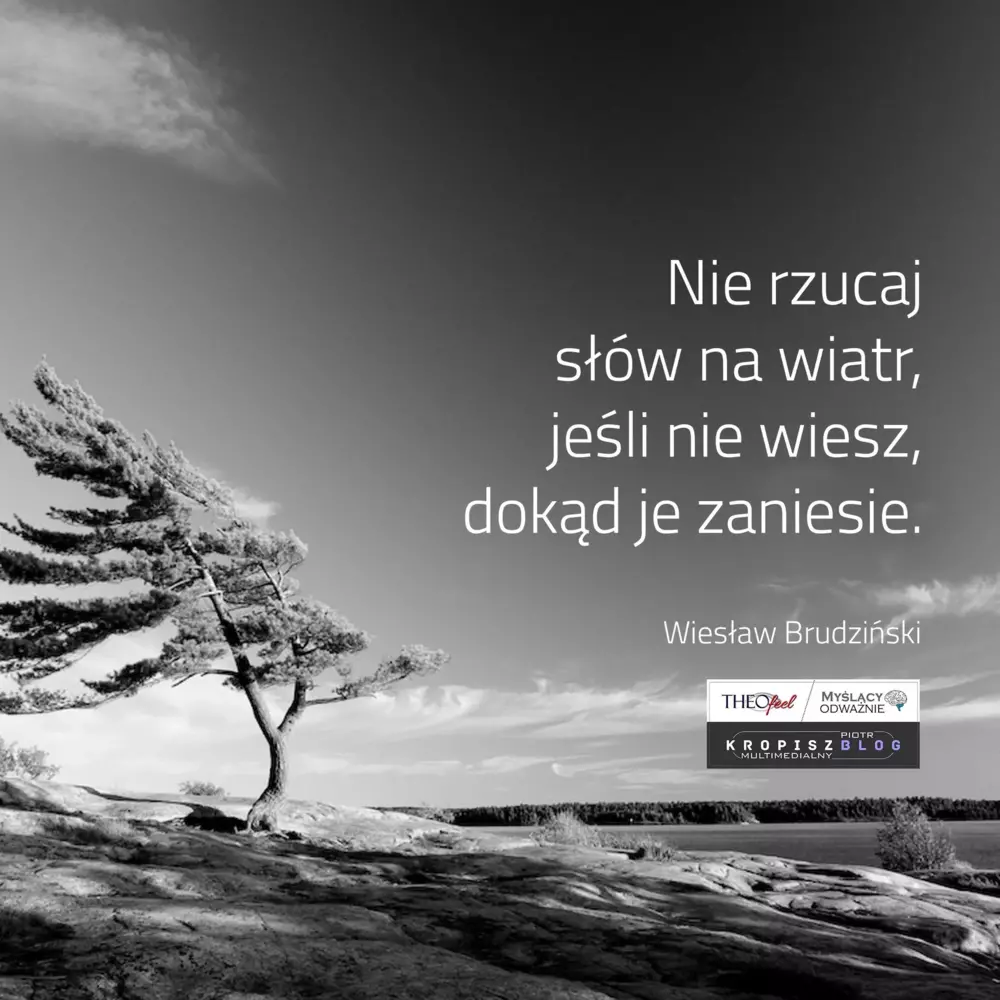 Nie rzucaj
słów na wiatr,
jeśli nie wiesz,
dokąd je zaniesie.
Wiesław Brudziński
THEOfeel
MYŚLĄCY
ODWAŻNIE
PIOTR
KROPISZ BLOG
MULTIMEDIALNY